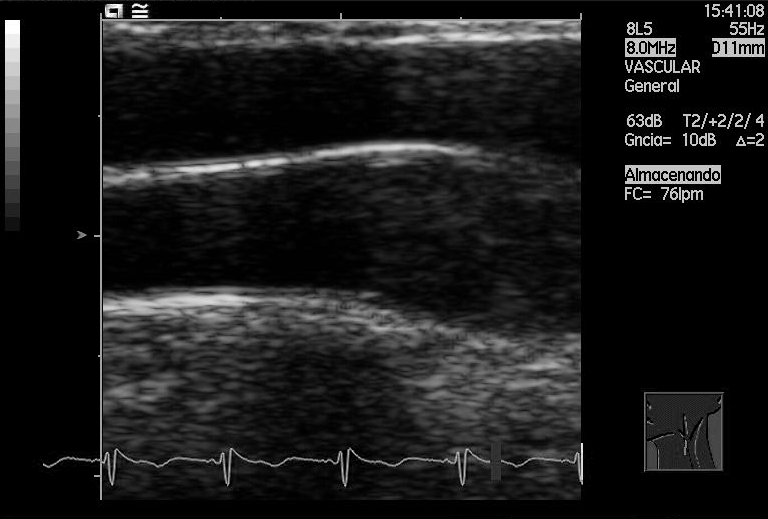 15:41:08
8L5 55Hz
8.0MHz D11mm
VASCULAR
General
63dB T2/+2/2/4
Gncia= 10dB Δ=2
Almacenando
FC= 76lpm